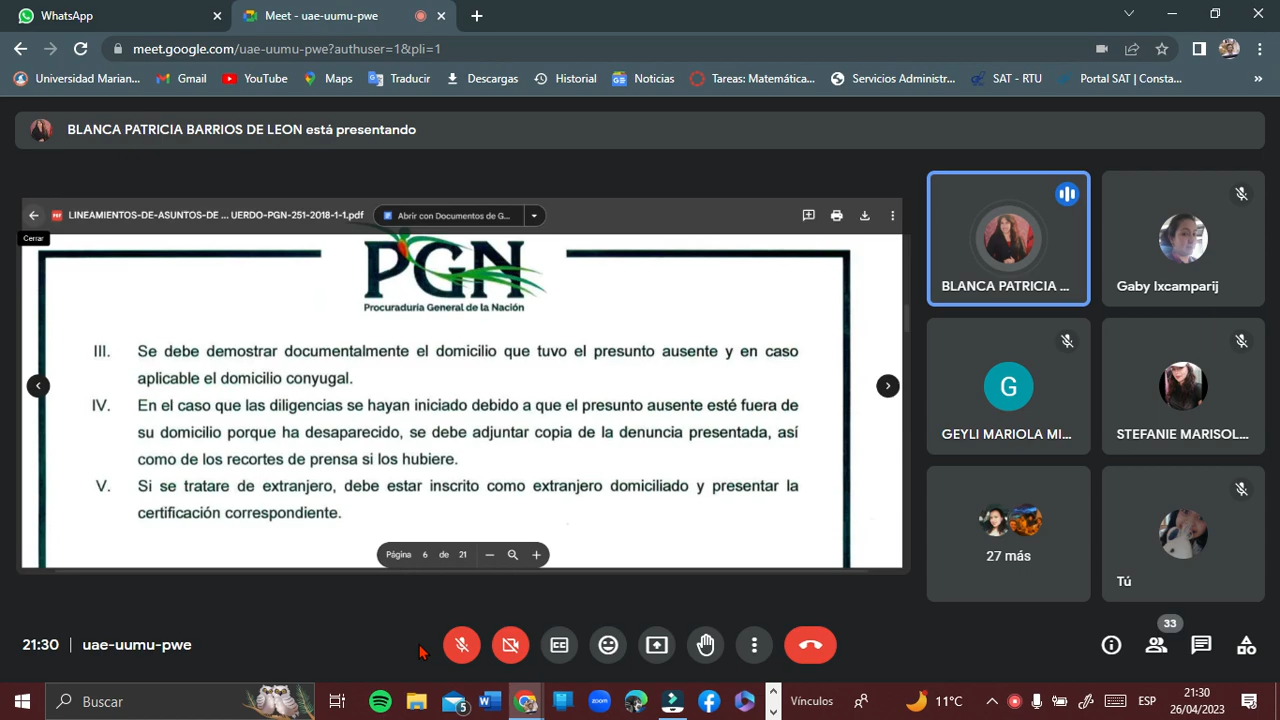 WhatsApp
Meet - uae-uumu-pwe
meet.google.com/uae-uumu-pwe?authuser=1&pli=1
Universidad Marian...
Gmail
YouTube
Maps
Traducir
Descargas
Historial
Noticias
Tareas: Matemátic...
Servicios Administr...
SAT - RTU
Portal SAT | Consta...
»
BLANCA PATRICIA BARRIOS DE LEON está presentando
LINEAMIENTOS-DE-ASUNTOS-DE ... UERDO-PGN-251-2018-1-1.pdf
Abrir con Documentos de G...
Cerrar
PGN
Procuraduría General de la Nación
III. Se debe demostrar documentalmente el domicilio que tuvo el presunto ausente y en caso
aplicable el domicilio conyugal.
IV. En el caso que las diligencias se hayan iniciado debido a que el presunto ausente esté fuera de
su domicilio porque ha desaparecido, se debe adjuntar copia de la denuncia presentada, así
como de los recortes de prensa si los hubiere.
V. Si se tratare de extranjero, debe estar inscrito como extranjero domiciliado y presentar la
certificación correspondiente.
Página 6 de 21
BLANCA PATRICIA ...
Gaby Ixcamparij
G
GEYLI MARIOLA MI...
STEFANIE MARISOL...
27 más
Tú
21:30 | uae-uumu-pwe
33
Buscar
5
W
zoom
Vínculos
11°C
ESP
21:30
26/04/2023